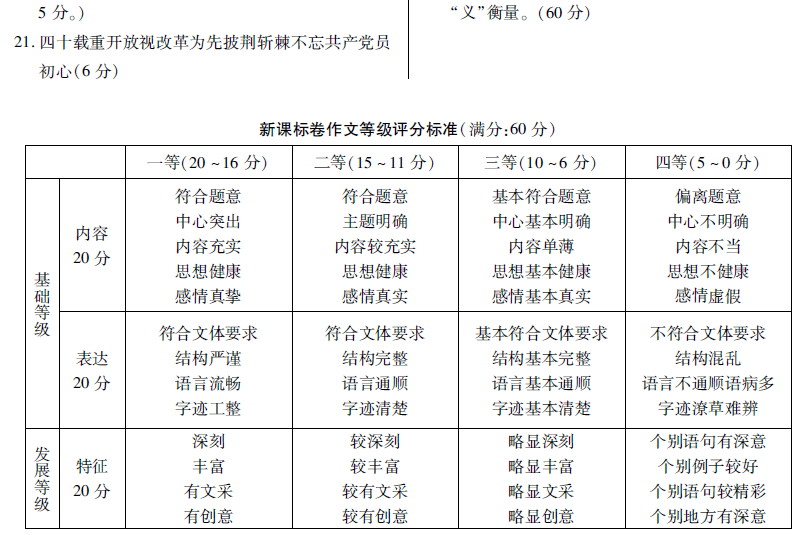 5 分。)
21. 四十载重开放视改革为先披荆斩棘不忘共产党员
初心(6 分)
“义”衡量。(60 分)
新课标卷作文等级评分标准(满分:60 分)
一等(20 ~16 分) 二等(15 ~11 分) 三等(10 ~6 分) 四等(5 ~0 分)
基础等级
内容
20 分
符合题意
中心突出
内容充实
思想健康
感情真挚
符合题意
主题明确
内容较充实
思想健康
感情真实
基本符合题意
中心基本明确
内容单薄
思想基本健康
感情基本真实
偏离题意
中心不明确
内容不当
思想不健康
感情虚假
表达
20 分
符合文体要求
结构严谨
语言流畅
字迹工整
符合文体要求
结构完整
语言通顺
字迹清楚
基本符合文体要求
结构基本完整
语言基本通顺
字迹基本清楚
不符合文体要求
结构混乱
语言不通顺语病多
字迹潦草难辨
发展等级
特征
20 分
深刻
丰富
有文采
有创意
较深刻
较丰富
较有文采
较有创意
略显深刻
略显丰富
略显文采
略显创意
个别语句有深意
个别例子较好
个别语句较精彩
个别地方有深意